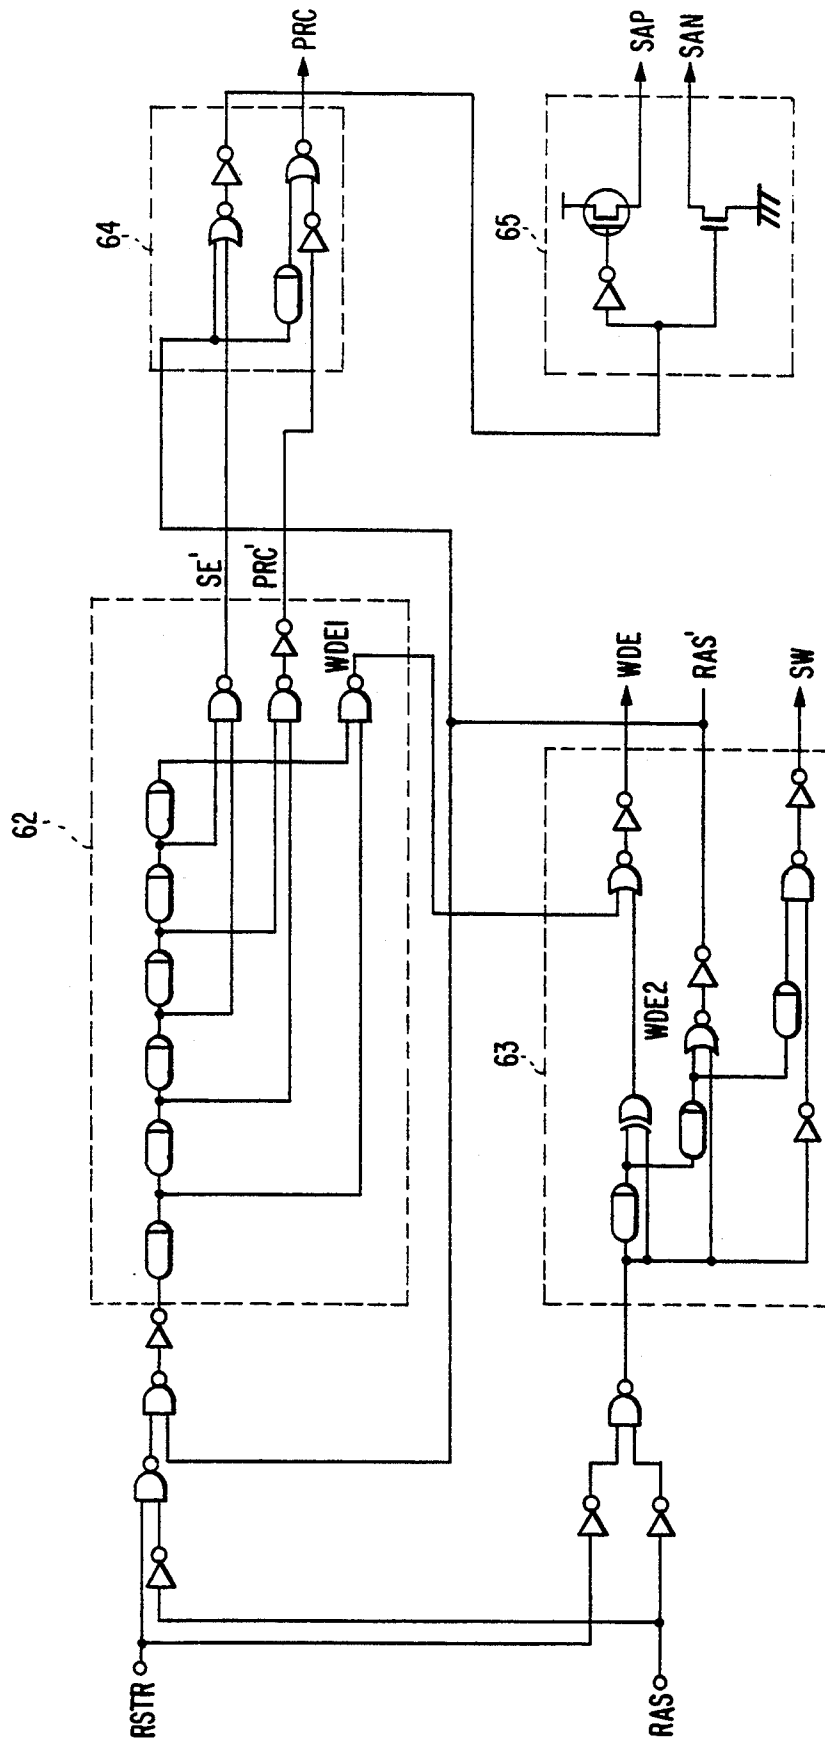 PRC
SAP
SAN
64
65
SE'
PRC'
WDE1
WDE
RAS'
SW
62
63
WDE2
RSTR
RAS